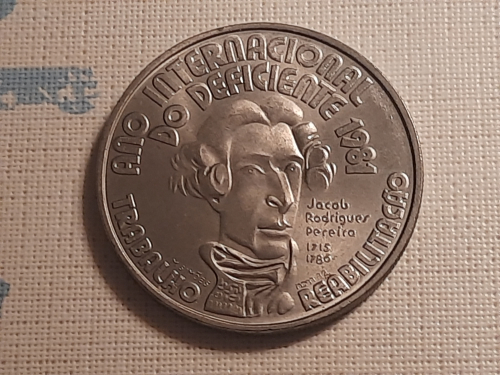 ANO INTERNACIONAL
DO DEFICIENTE 1981
TRABALHO
REABILITAÇÃO
Jacob
Rodrigues
Pereira
1715
1780